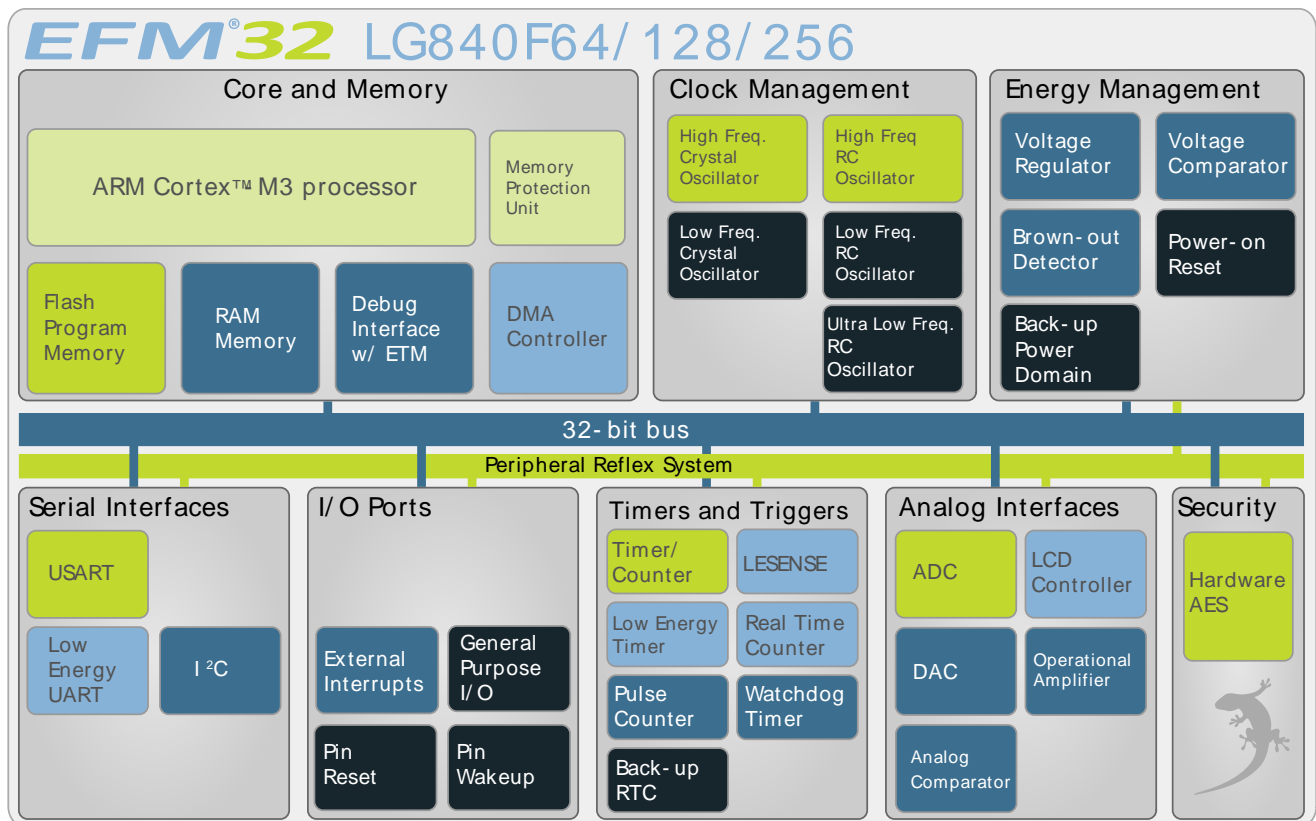 EFM®32 LG840F64/128/256
Core and Memory
ARM Cortex™ M3 processor
Memory
Protection
Unit
Flash
Program
Memory
RAM
Memory
Debug
Interface
w/ ETM
DMA
Controller
Clock Management
High Freq.
Crystal
Oscillator
High Freq
RC
Oscillator
Low Freq.
Crystal
Oscillator
Low Freq.
RC
Oscillator
Ultra Low Freq.
RC
Oscillator
Energy Management
Voltage
Regulator
Voltage
Comparator
Brown-out
Detector
Power-on
Reset
Back-up
Power
Domain
32-bit bus
Peripheral Reflex System
Serial Interfaces
USART
Low
Energy
UART
I²C
I/O Ports
External
Interrupts
General
Purpose
I/O
Pin
Reset
Pin
Wakeup
Timers and Triggers
Timer/
Counter
LESENSE
Low Energy
Timer
Real Time
Counter
Pulse
Counter
Watchdog
Timer
Back-up
RTC
Analog Interfaces
ADC
LCD
Controller
DAC
Operational
Amplifier
Analog
Comparator
Security
Hardware
AES